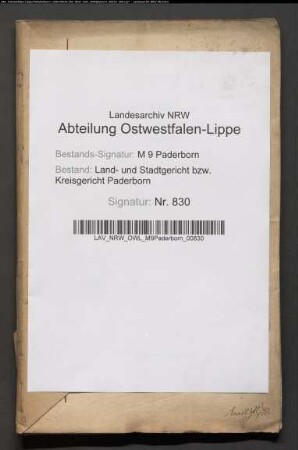 Landesarchiv NRW
Abteilung Ostwestfalen-Lippe
Bestands-Signatur: M 9 Paderborn
Bestand: Land- und Stadtgericht bzw.
Kreisgericht Paderborn
Signatur: Nr. 830
LAV_NRW_OWL_M9Paderborn_00830